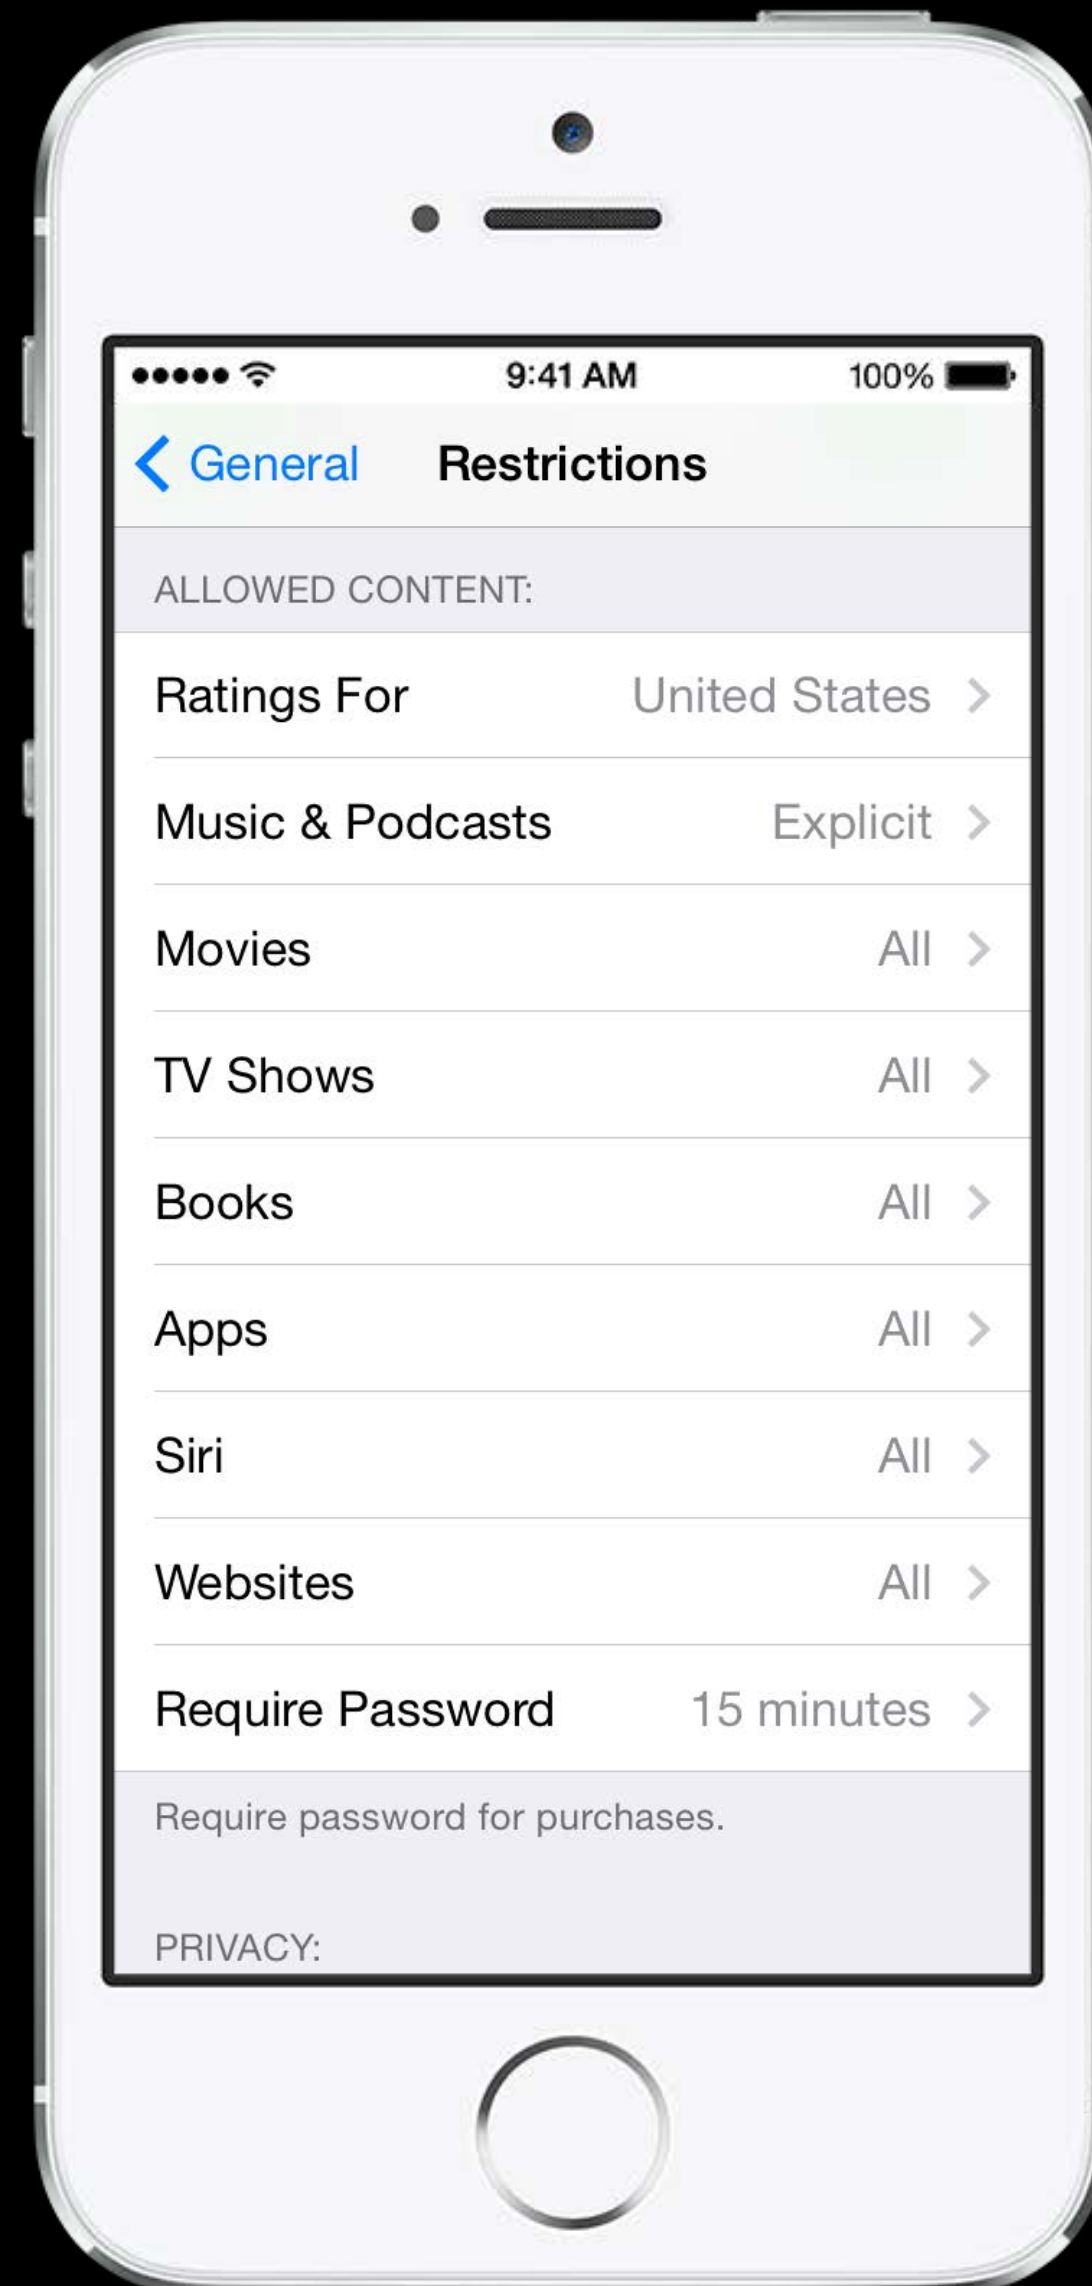 9:41 AM 100%
General Restrictions
ALLOWED CONTENT:
Ratings For United States
Music & Podcasts Explicit
Movies All
TV Shows All
Books All
Apps All
Siri All
Websites All
Require Password 15 minutes
Require password for purchases.
PRIVACY: